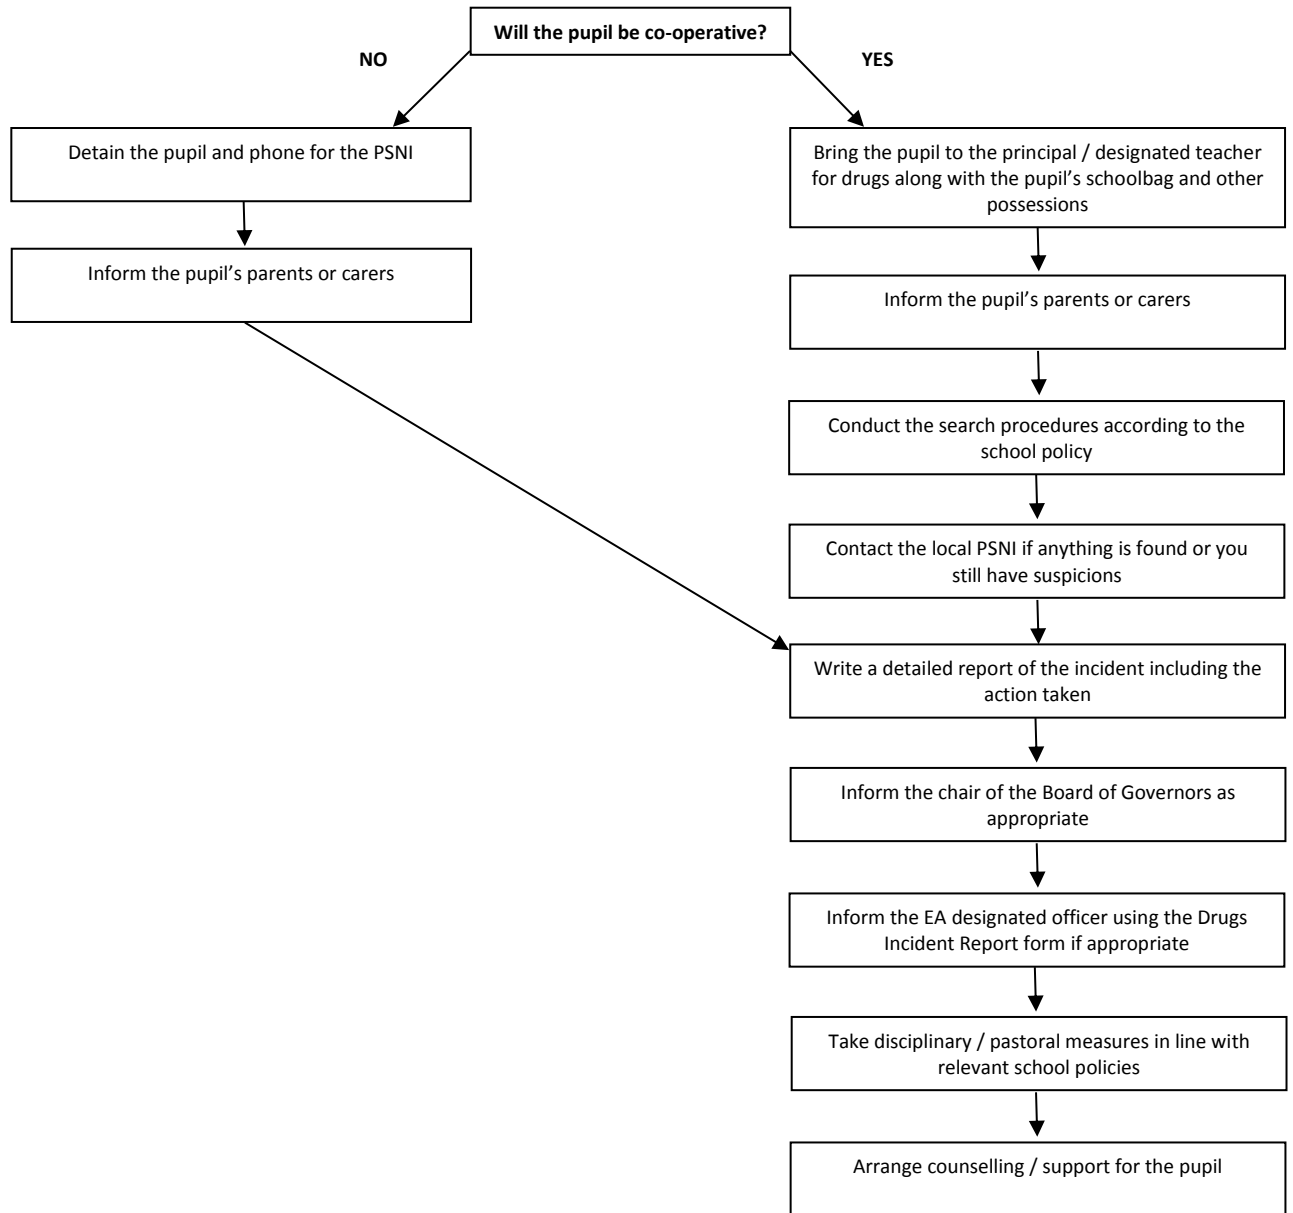 Will the pupil be co-operative?
NO
YES
Detain the pupil and phone for the PSNI
Inform the pupil’s parents or carers
Bring the pupil to the principal / designated teacher
for drugs along with the pupil’s schoolbag and other
possessions
Inform the pupil’s parents or carers
Conduct the search procedures according to the
school policy
Contact the local PSNI if anything is found or you
still have suspicions
Write a detailed report of the incident including the
action taken
Inform the chair of the Board of Governors as
appropriate
Inform the EA designated officer using the Drugs
Incident Report form if appropriate
Take disciplinary / pastoral measures in line with
relevant school policies
Arrange counselling / support for the pupil